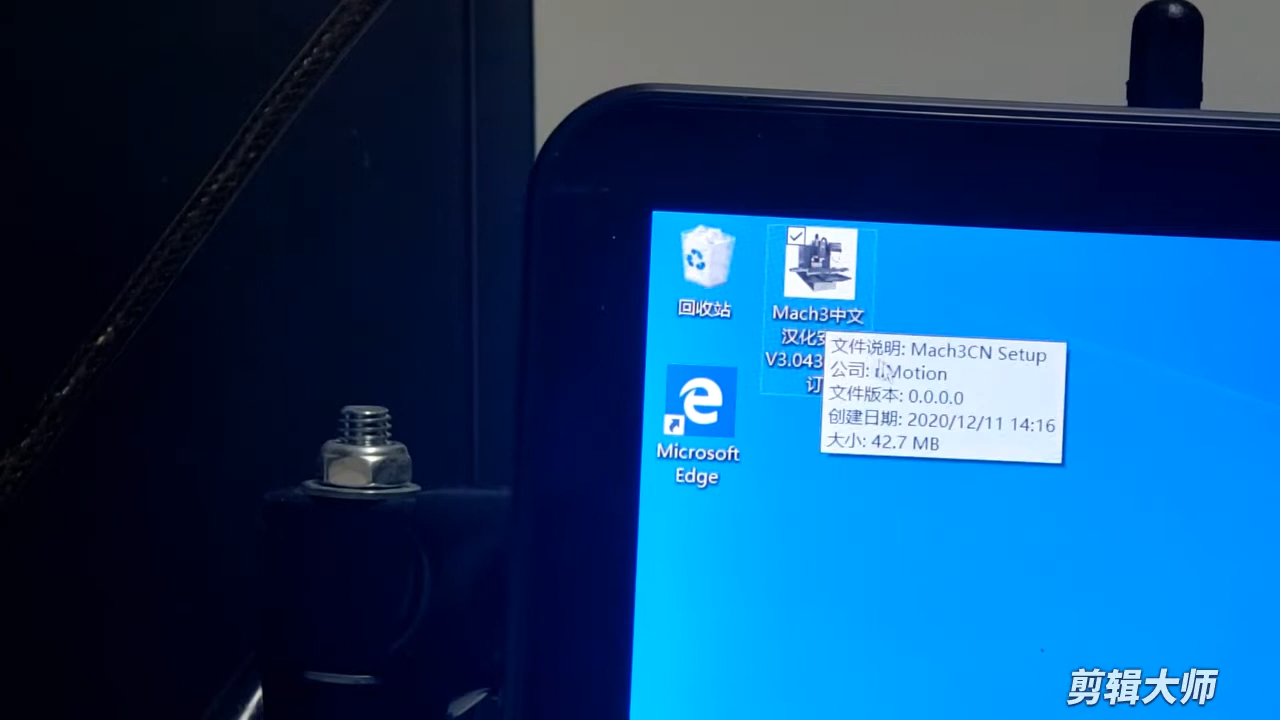 回收站
Mach3中文
汉化安
V3.043
订
文件说明: Mach3CN Setup
公司: Motion
文件版本: 0.0.0.0
创建日期: 2020/12/11 14:16
大小: 42.7 MB
Microsoft
Edge
剪辑大师